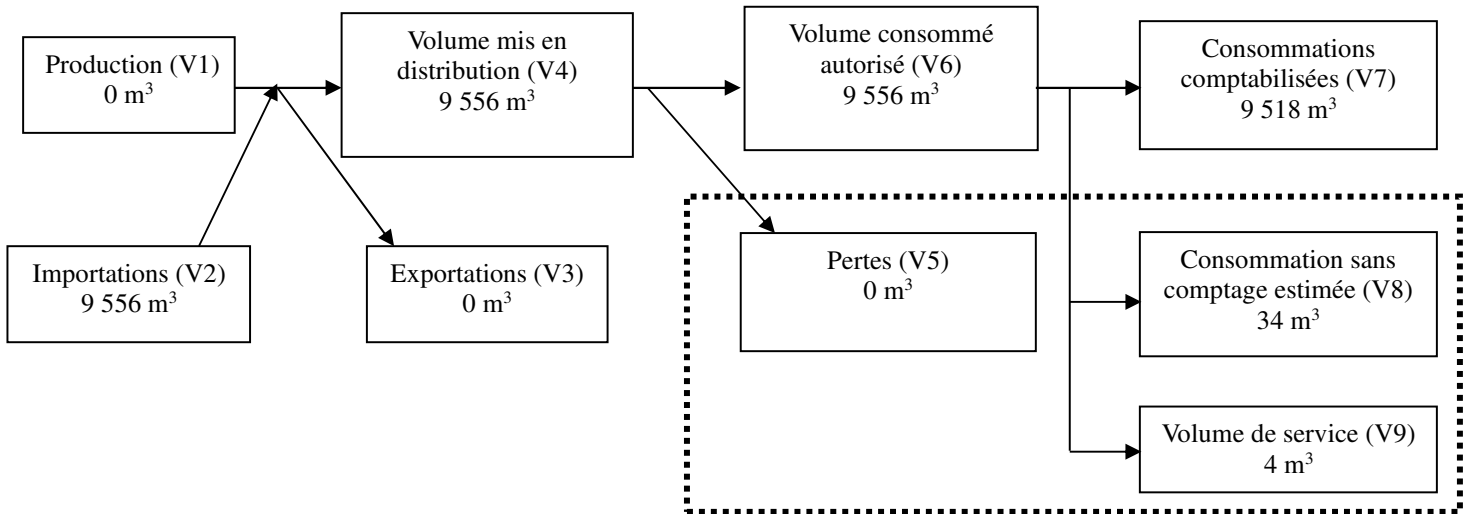 Production (V1)
0 m³
Volume mis en
distribution (V4)
9 556 m³
Volume consommé
autorisé (V6)
9 556 m³
Consommations
comptabilisées (V7)
9 518 m³
Importations (V2)
9 556 m³
Exportations (V3)
0 m³
Pertes (V5)
0 m³
Consommation sans
comptage estimée (V8)
34 m³
Volume de service (V9)
4 m³